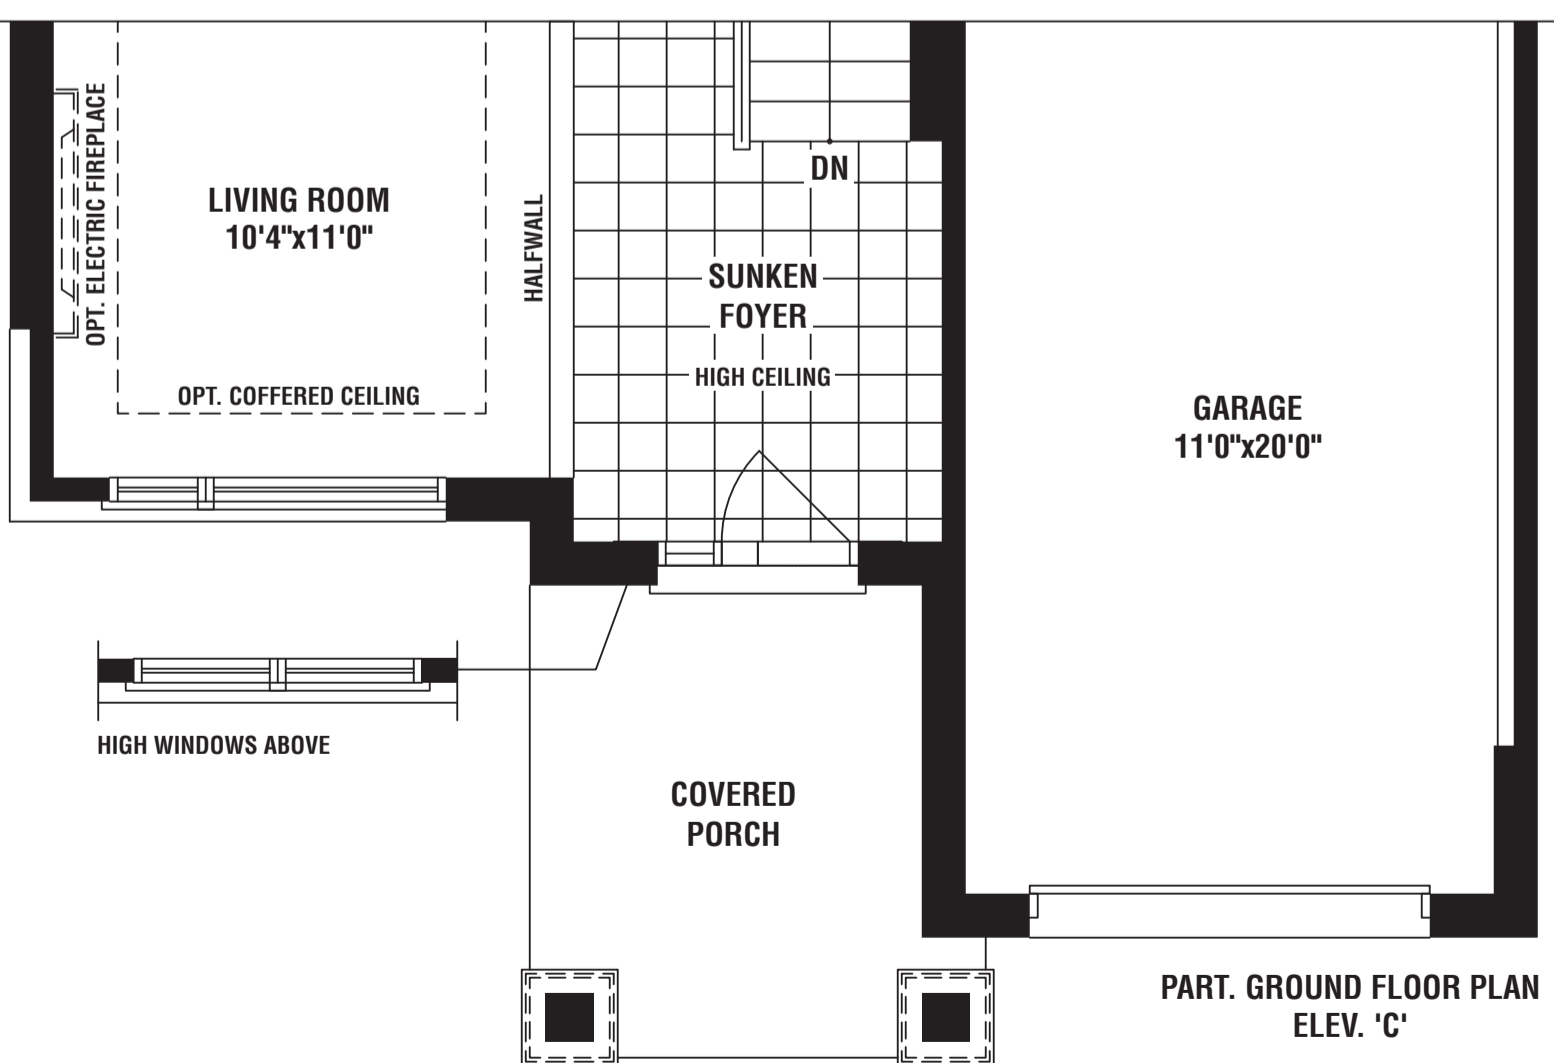 OPT. ELECTRIC FIREPLACE
LIVING ROOM
10'4"x11'0"
OPT. COFFERED CEILING
HALFWALL
DN
SUNKEN
FOYER
HIGH CEILING
GARAGE
11'0"x20'0"
HIGH WINDOWS ABOVE
COVERED
PORCH
PART. GROUND FLOOR PLAN
ELEV. 'C'